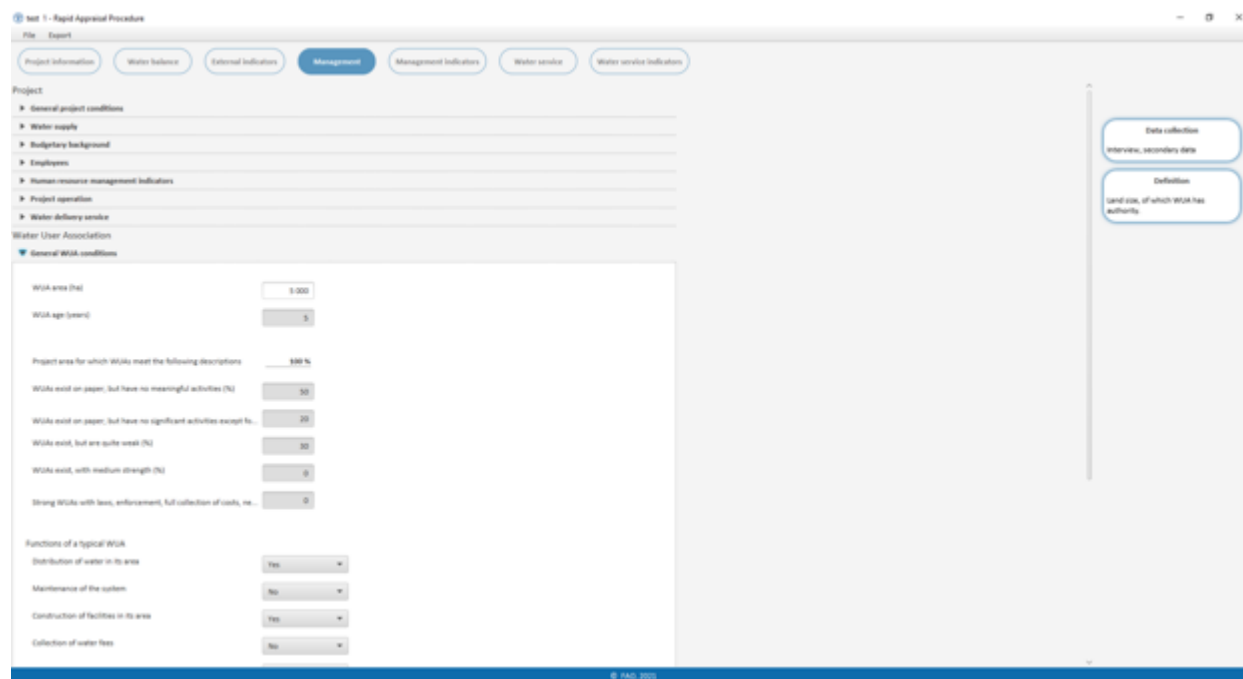 test 1 - Rapid Appraisal Procedure
File Export
Project information Water balance External indicators Management Management indicators Water service Water service indicators
Project
General project conditions
Water supply
Budgetary background
Employees
Human resource management indicators
Project operation
Water delivery service
Water User Association
General WUA conditions
WUA area (ha) 5 000
WUA age (years) 5
Project area for which WUAs meet the following descriptions 100 %
WUAs exist on paper, but have no meaningful activities (%) 50
WUAs exist on paper, but have no significant activities except fo... 20
WUAs exist, but are quite weak (%) 30
WUAs exist, with medium strength (%) 0
Strong WUAs with laws, enforcement, full collection of costs, ne... 0
Functions of a typical WUA
Distribution of water in its area Yes
Maintenance of the system No
Construction of facilities in its area Yes
Collection of water fees No
Data collection
Interview, secondary data
Definition
Land size, of which WUA has
authority.
© FAO, 2021